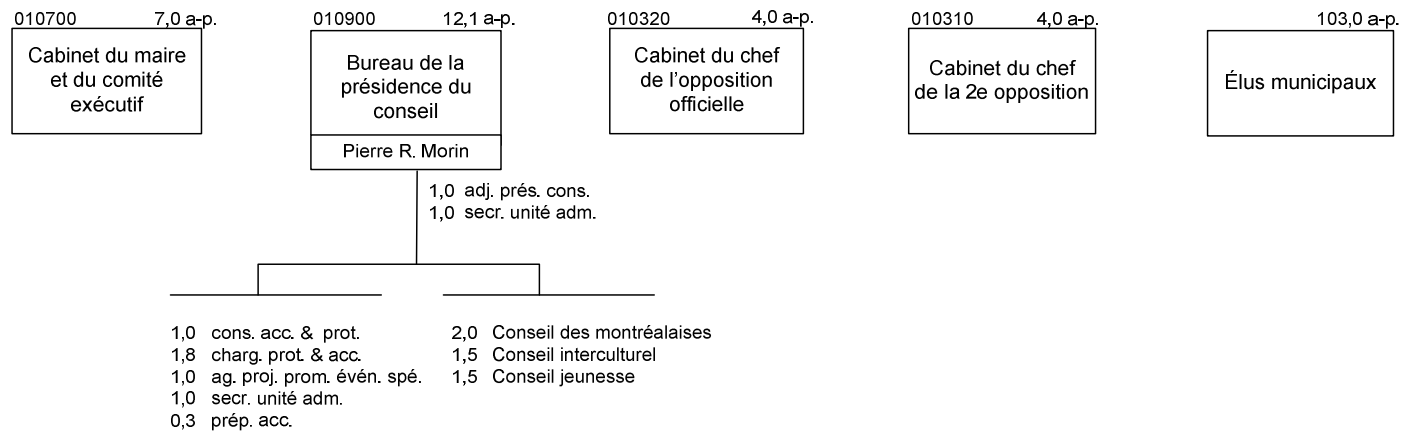 010700 7,0 a-p.
Cabinet du maire
et du comité
exécutif
010900 12,1 a-p.
Bureau de la
présidence du
conseil
Pierre R. Morin
010320 4,0 a-p.
Cabinet du chef
de l'opposition
officielle
010310 4,0 a-p.
Cabinet du chef
de la 2e opposition
103,0 a-p.
Élus municipaux
1,0 adj. prés. cons.
1,0 secr. unité adm.
1,0 cons. acc. & prot.
1,8 charg. prot. & acc.
1,0 ag. proj. prom. évén. spé.
1,0 secr. unité adm.
0,3 prép. acc.
2,0 Conseil des montréalaises
1,5 Conseil interculturel
1,5 Conseil jeunesse